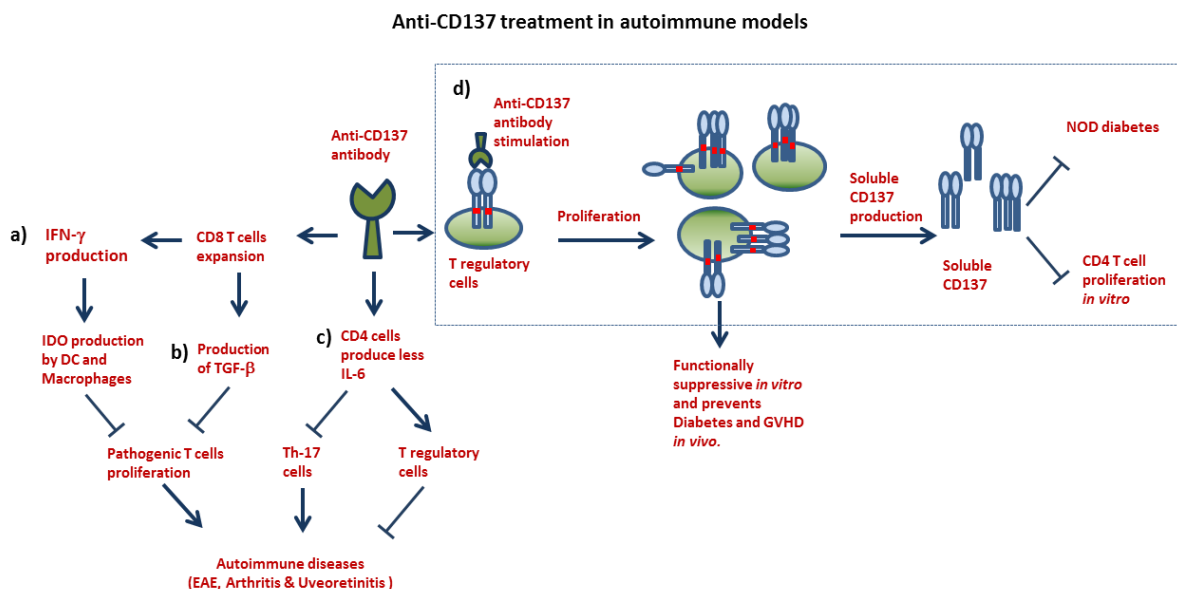 Anti-CD137 treatment in autoimmune models
a)
IFN-γ
production
CD8 T cells
expansion
Anti-CD137
antibody
IDO production
by DC and
Macrophages
b)
Production
of TGF-β
c)
CD4 cells
produce less
IL-6
Pathogenic T cells
proliferation
Th-17
cells
T regulatory
cells
Autoimmune diseases
(EAE, Arthritis & Uveoretinitis )
d)
Anti-CD137
antibody
stimulation
T regulatory
cells
Proliferation
Functionally
suppressive in vitro
and prevents
Diabetes and GVHD
in vivo.
Soluble
CD137
production
Soluble
CD137
NOD diabetes
CD4 T cell
proliferation
in vitro